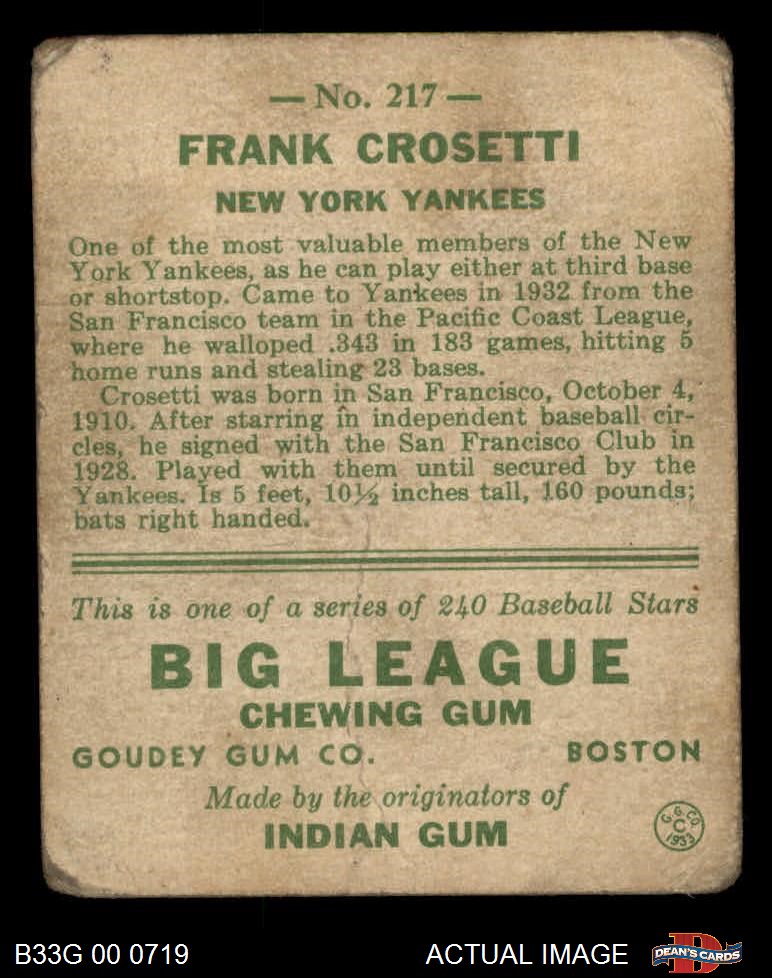 — No. 217 —
FRANK CROSETTI
NEW YORK YANKEES
One of the most valuable members of the New
York Yankees, as he can play either at third base
or shortstop. Came to Yankees in 1932 from the
San Francisco team in the Pacific Coast League,
where he walloped .343 in 183 games, hitting 5
home runs and stealing 23 bases.
Crosetti was born in San Francisco, October 4,
1910. After starring in independent baseball cir-
cles, he signed with the San Francisco Club in
1928. Played with them until secured by the
Yankees. Is 5 feet, 10½ inches tall, 160 pounds;
bats right handed.
This is one of a series of 240 Baseball Stars
BIG LEAGUE
CHEWING GUM
GOUDEY GUM CO. BOSTON
Made by the originators of
INDIAN GUM
G. G. CO.
C
1933
B33G 00 0719 ACTUAL IMAGE
D
DEAN'S CARDS